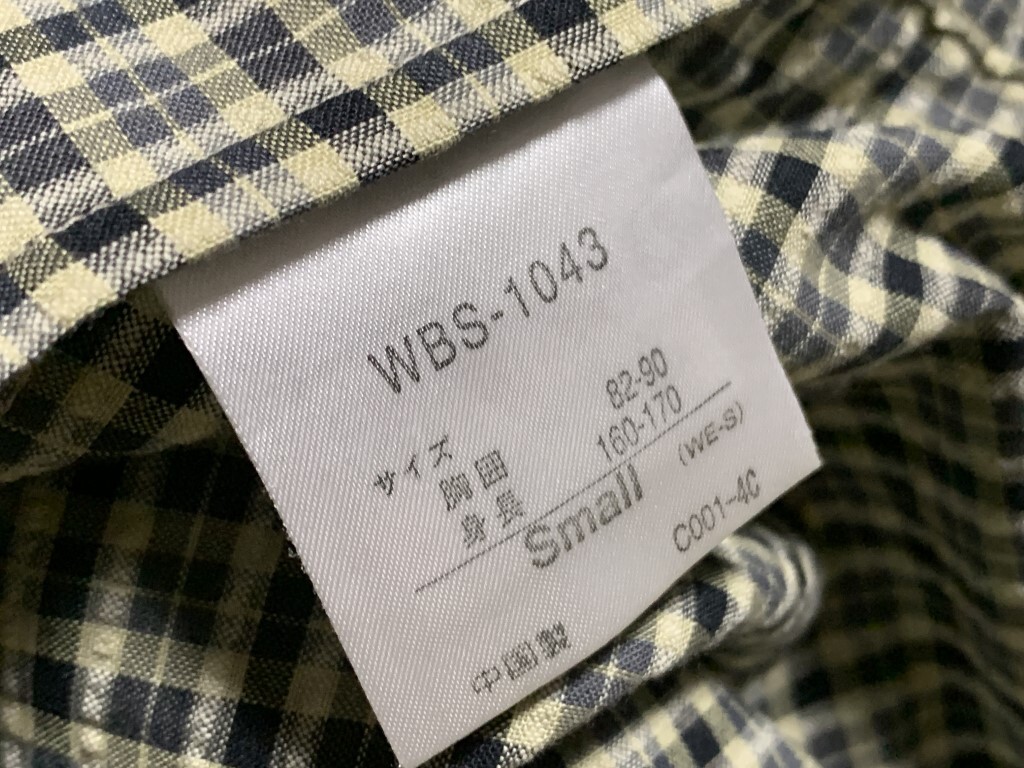 WBS-1043
サイズ
胸囲 82-90
身長 160-170
Small (WE-S)
C001-4C
中国製